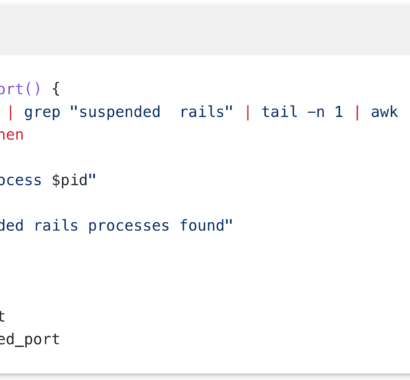 ort() {
| grep "suspended  rails" | tail -n 1 | awk
hen
ocess $pid"
ded rails processes found"
t
ed_port